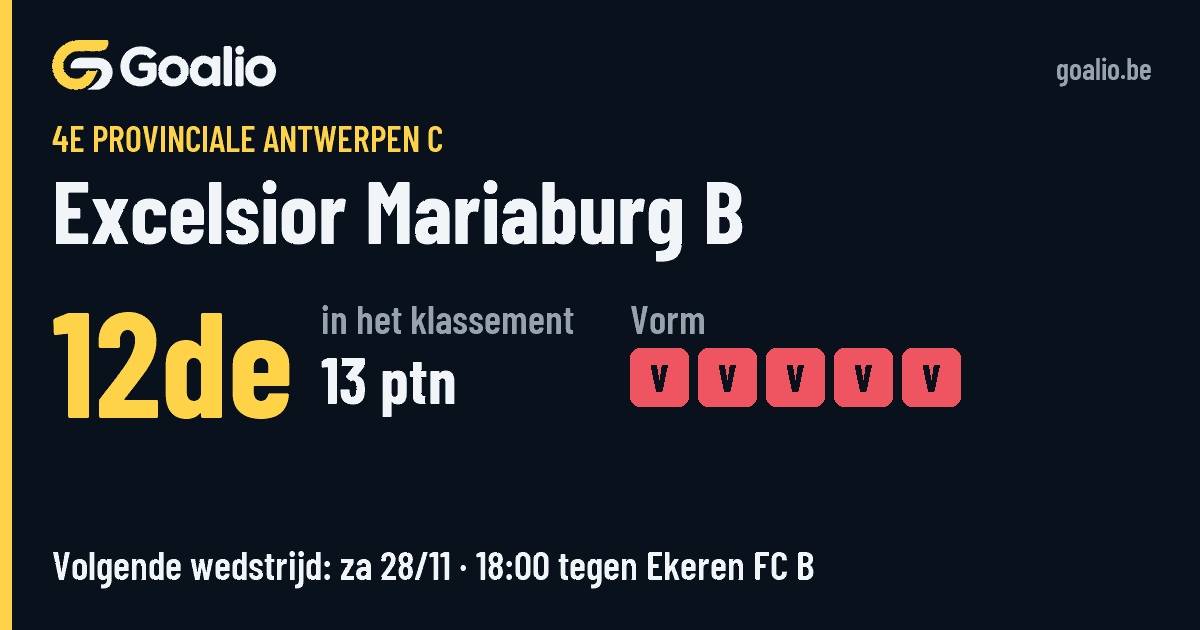 Goalio
goalio.be
4E PROVINCIALE ANTWERPEN C
Excelsior Mariaburg B
12de
in het klassement
13 ptn
Vorm
V V V V V
Volgende wedstrijd: za 28/11 · 18:00 tegen Ekeren FC B